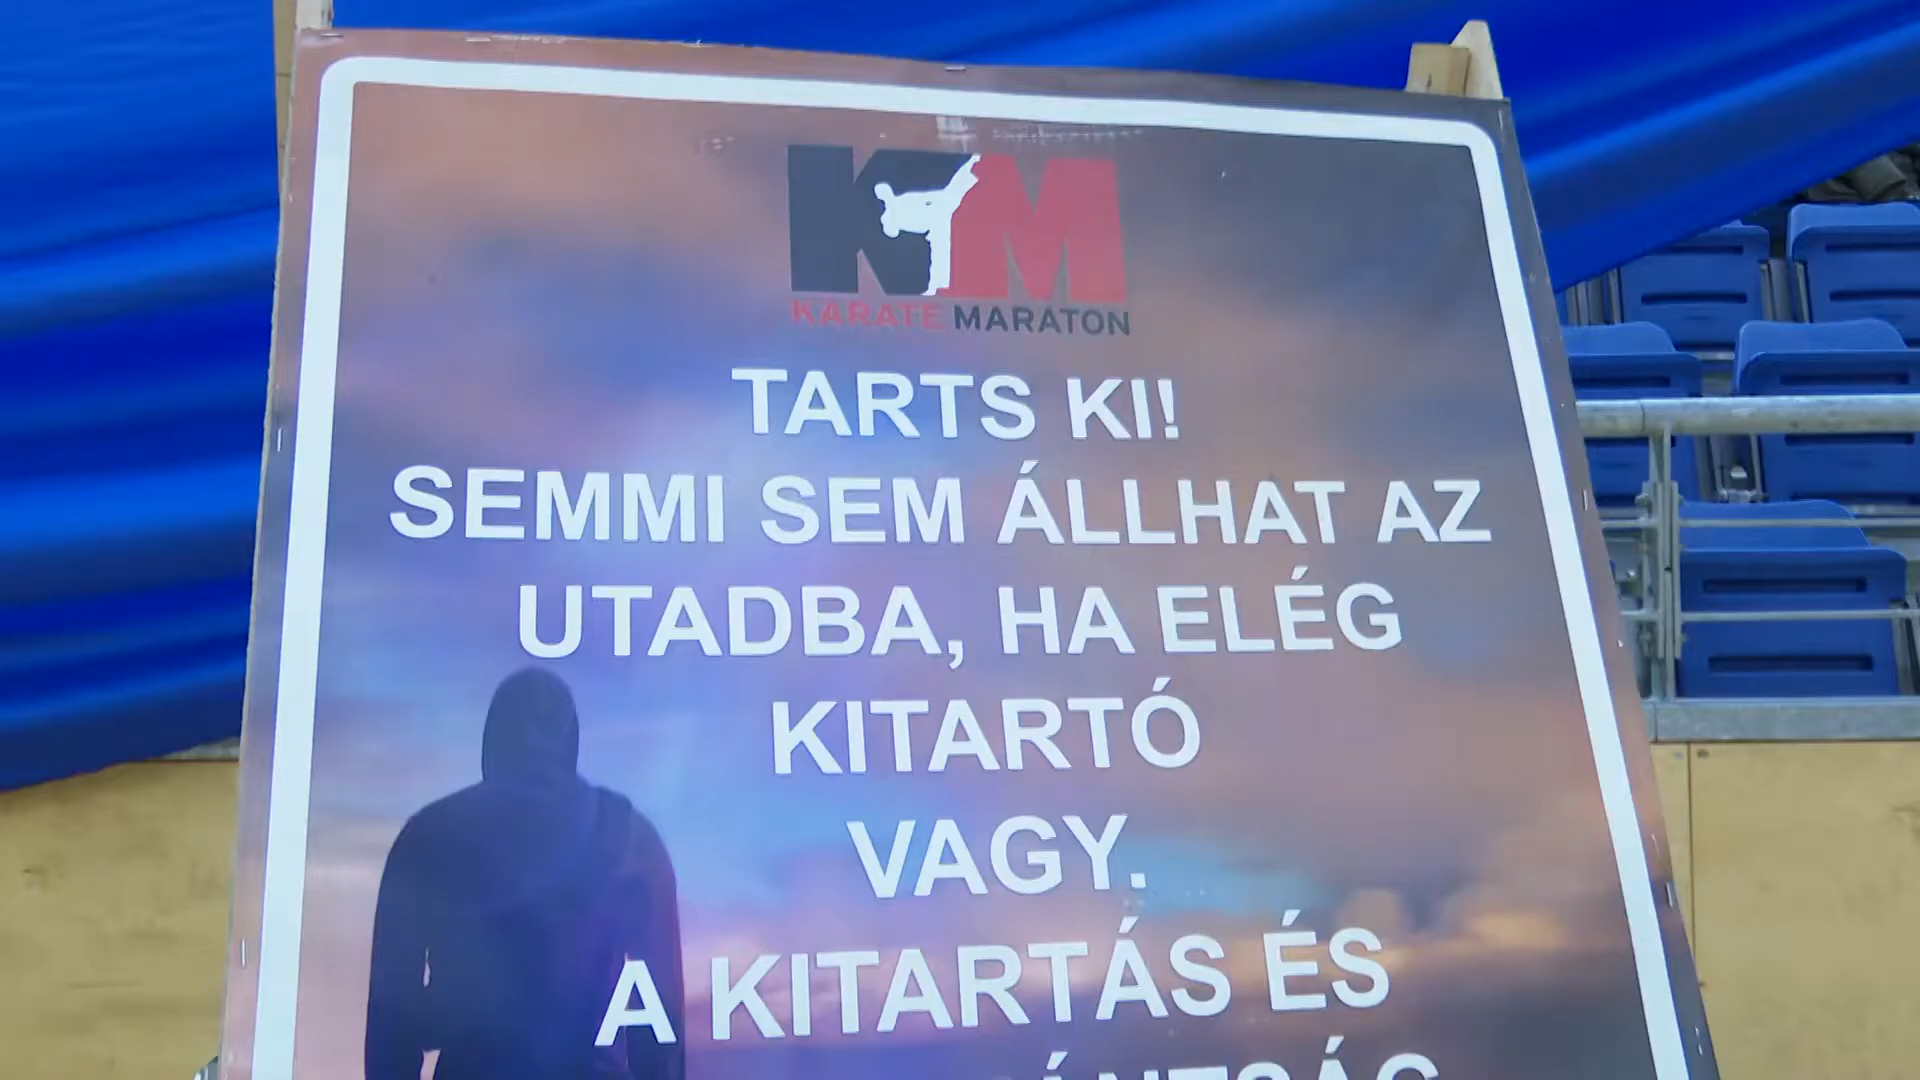 KM
KARATE MARATON
TARTS KI!
SEMMI SEM ÁLLHAT AZ
UTADBA, HA ELÉG
KITARTÓ
VAGY.
A KITARTÁS ÉS